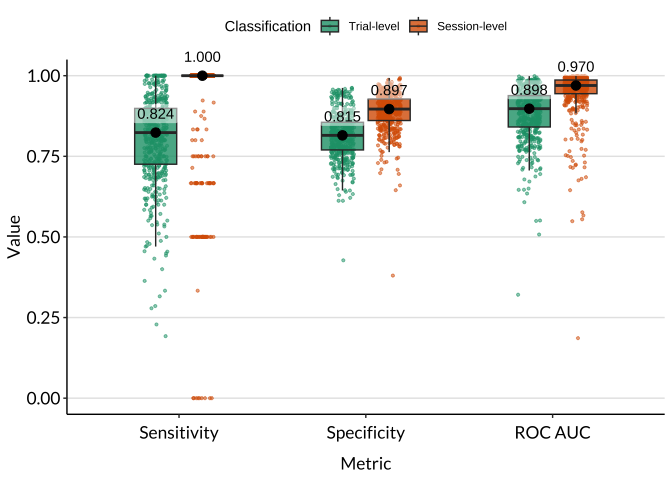 Classification Trial-level Session-level
1.000
0.970
1.00
0.824
0.815
0.897
0.898
0.75
0.50
0.25
0.00
Value
Sensitivity Specificity ROC AUC
Metric